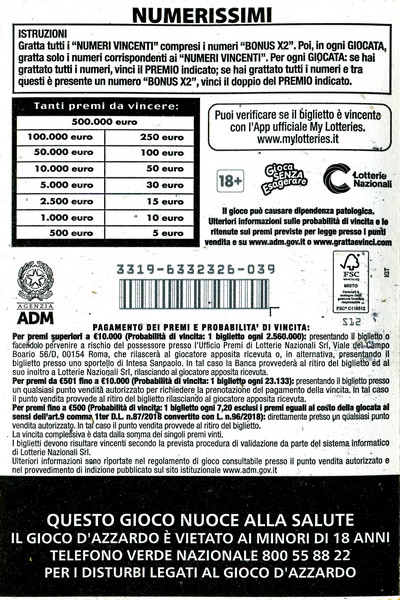 NUMERISSIMI
ISTRUZIONI
Gratta tutti i "NUMERI VINCENTI" compresi i numeri "BONUS X2". Poi, in ogni GIOCATA,
gratta solo i numeri corrispondenti ai "NUMERI VINCENTI". Per ogni GIOCATA: se hai
grattato tutti i numeri, vinci il PREMIO indicato; se hai grattato tutti i numeri e tra
questi è presente un numero "BONUS X2", vinci il doppio del PREMIO indicato.
Tanti premi da vincere:
500.000 euro
100.000 euro 250 euro
50.000 euro 100 euro
10.000 euro 50 euro
5.000 euro 30 euro
2.500 euro 15 euro
1.000 euro 10 euro
500 euro 5 euro
Puoi verificare se il biglietto è vincente
con l'App ufficiale My Lotteries.
www.mylotteries.it
18+
Gioca
SENZA
Esagerare
Lotterie
Nazionali
Il gioco può causare dipendenza patologica.
Ulteriori informazioni sulle probabilità di vincita e le
ritenute sui premi previste per legge presso i punti
vendita e su www.adm.gov.it o www.grattaevinci.com
AGENZIA
ADM
3319-6332326-039
FSC
www.fsc.org
MISTO
FSC® C118612
IGT
S12
PAGAMENTO DEI PREMI E PROBABILITA' DI VINCITA:
Per premi superiori a €10.000 (Probabilità di vincita: 1 biglietto ogni 2.560.000): presentando il biglietto o
facendolo pervenire a rischio del possessore presso l'Ufficio Premi di Lotterie Nazionali Srl, Viale del Campo
Boario 56/D, 00154 Roma, che rilascerà al giocatore apposita ricevuta o, in alternativa, presentando il
biglietto presso uno sportello di Intesa Sanpaolo. In tal caso la Banca provvederà al ritiro del biglietto ed al
suo inoltro a Lotterie Nazionali Srl, rilasciando al giocatore apposita ricevuta.
Per premi da €501 fino a €10.000 (Probabilità di vincita: 1 biglietto ogni 23.133): presentando il biglietto presso
un qualsiasi punto vendita autorizzato per richiedere la prenotazione del pagamento della vincita. In tal caso il
punto vendita provvede al ritiro del biglietto rilasciando al giocatore apposita ricevuta.
Per premi fino a €500 (Probabilità di vincita: 1 biglietto ogni 7,20 esclusi i premi eguali al costo della giocata ai
sensi dell'art.9 comma 1ter D.L. n.87/2018 convertito con L. n.96/2018): direttamente presso un qualsiasi punto
vendita autorizzato. In tal caso il punto vendita provvede al ritiro del biglietto.
La vincita complessiva è data dalla somma dei singoli premi vinti.
I biglietti devono risultare vincenti secondo la prevista procedura di validazione da parte del sistema informatico
di Lotterie Nazionali Srl.
Ulteriori informazioni sano riportate nel regolamento di gioco consultabile presso il punto vendita autorizzato e
nel provvedimento di indizione pubblicato sul sito istituzionale www.adm.gov.it
QUESTO GIOCO NUOCE ALLA SALUTE
IL GIOCO D'AZZARDO È VIETATO AI MINORI DI 18 ANNI
TELEFONO VERDE NAZIONALE 800 55 88 22
PER I DISTURBI LEGATI AL GIOCO D'AZZARDO